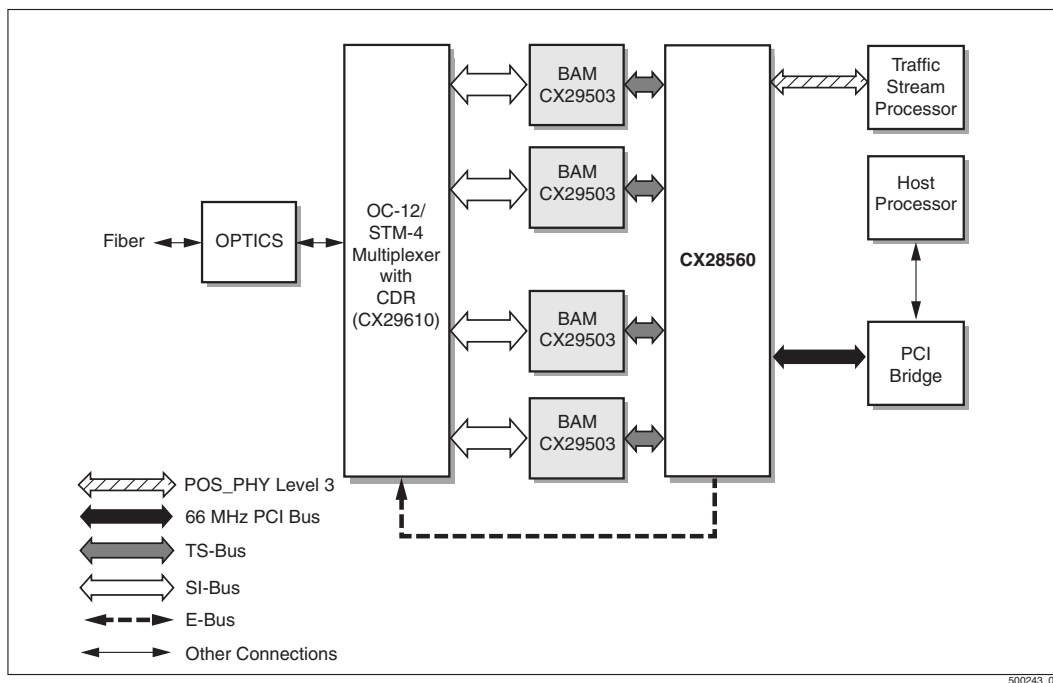 Fiber
OPTICS
OC-12/
STM-4
Multiplexer
with
CDR
(CX29610)
BAM
CX29503
BAM
CX29503
BAM
CX29503
BAM
CX29503
CX28560
Traffic
Stream
Processor
Host
Processor
PCI
Bridge
POS_PHY Level 3
66 MHz PCI Bus
TS-Bus
SI-Bus
E-Bus
Other Connections